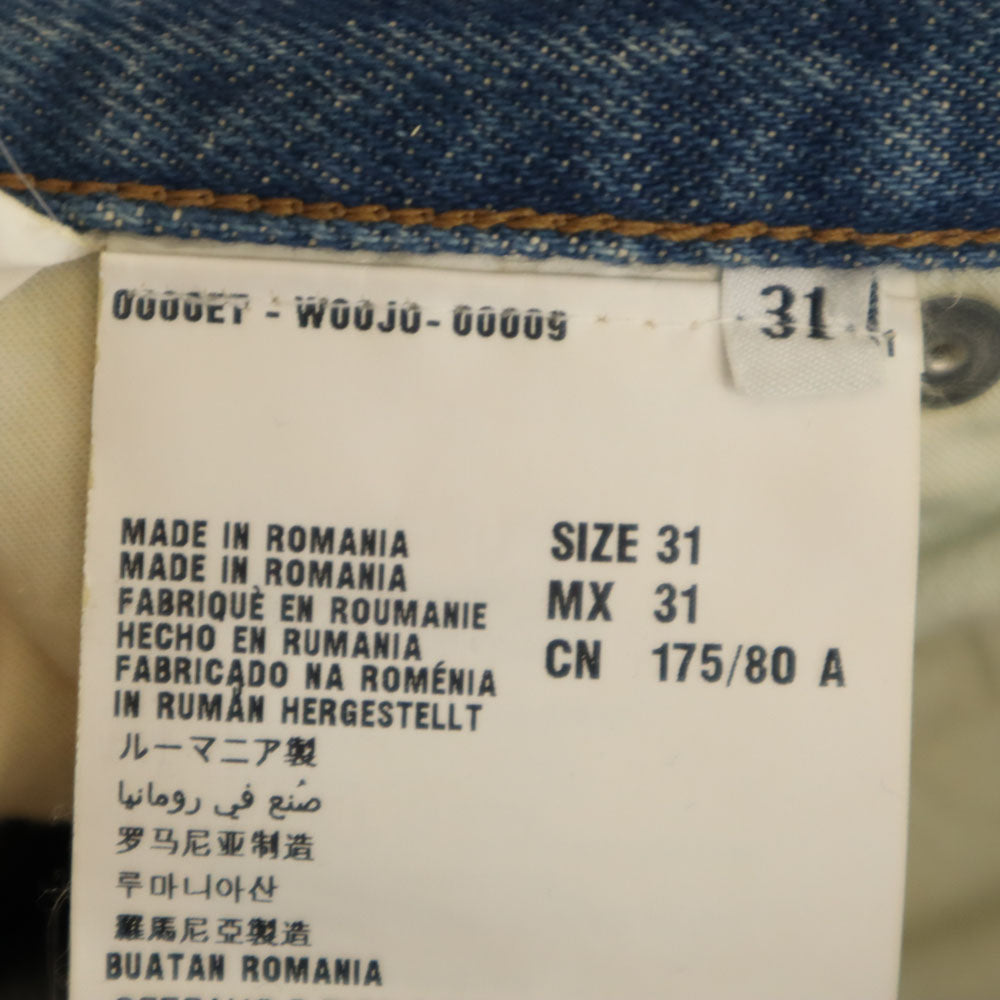 0000ET - W00J0- 00009
31
MADE IN ROMANIA
MADE IN ROMANIA
FABRIQUÈ EN ROUMANIE
HECHO EN RUMANIA
FABRICADO NA ROMÉNIA
IN RUMÄN HERGESTELLT
ルーマニア製
صُنع في رومانيا
罗马尼亚制造
루마니아산
羅馬尼亞製造
BUATAN ROMANIA
SIZE 31
MX 31
CN 175/80 A